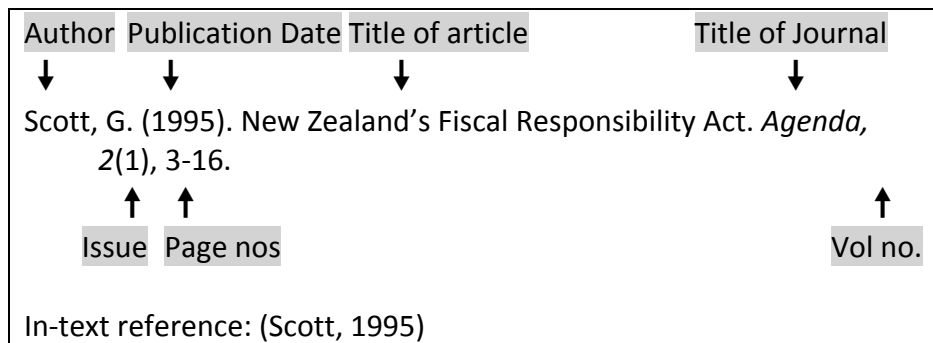 Author Publication Date Title of article Title of Journal
Scott, G. (1995). New Zealand’s Fiscal Responsibility Act. Agenda,
2(1), 3-16.
Issue Page nos Vol no.
In-text reference: (Scott, 1995)